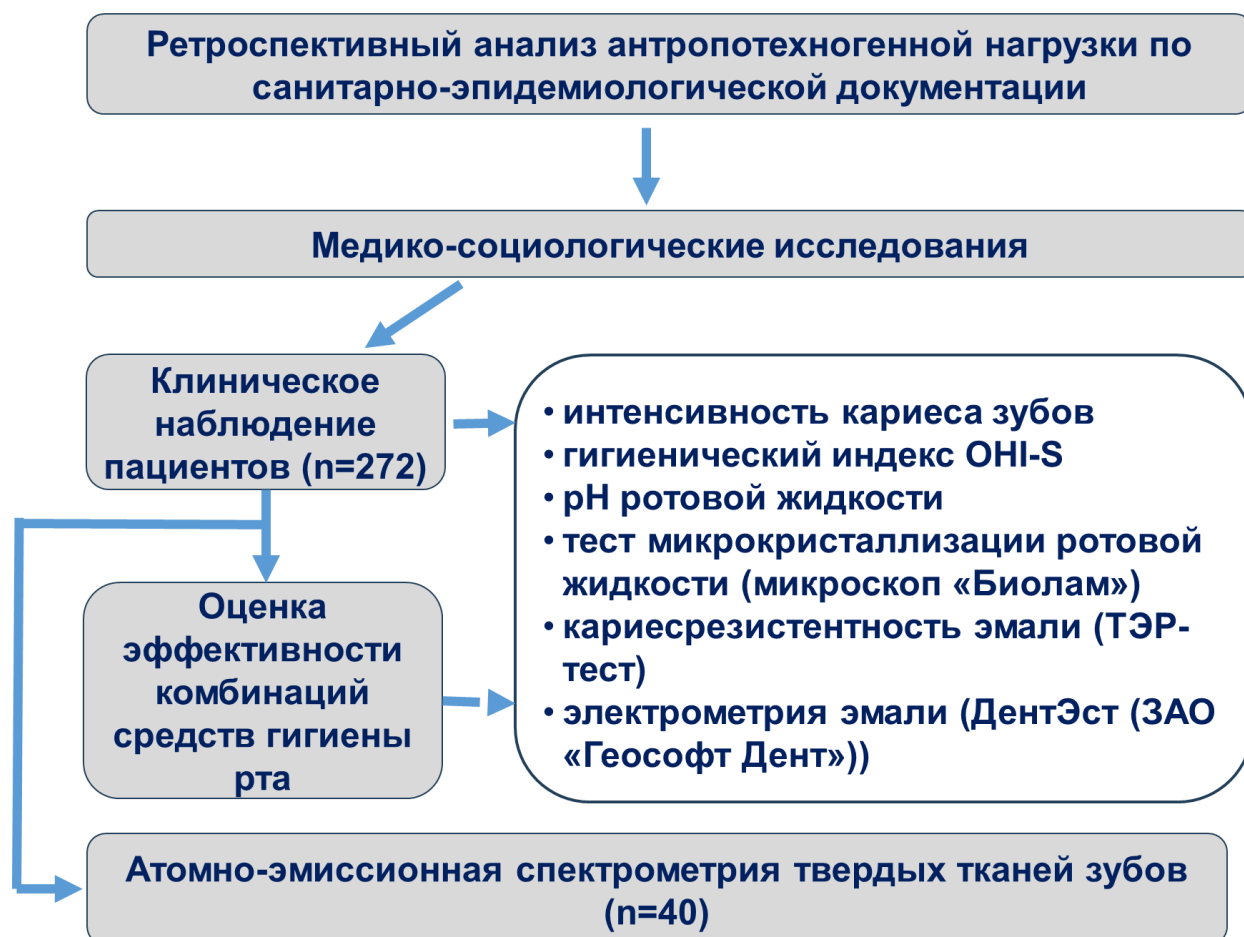 Ретроспективный анализ антропотехногенной нагрузки по
санитарно-эпидемиологической документации
Медико-социологические исследования
Клиническое
наблюдение
пациентов (n=272)
• интенсивность кариеса зубов
• гигиенический индекс OHI-S
• pH ротовой жидкости
• тест микрокристаллизации ротовой
жидкости (микроскоп «Биолам»)
• кариесрезистентность эмали (ТЭР-
тест)
• электрометрия эмали (ДентЭст (ЗАО
«Геософт Дент»))
Оценка
эффективности
комбинаций
средств гигиены
рта
Атомно-эмиссионная спектрометрия твердых тканей зубов
(n=40)